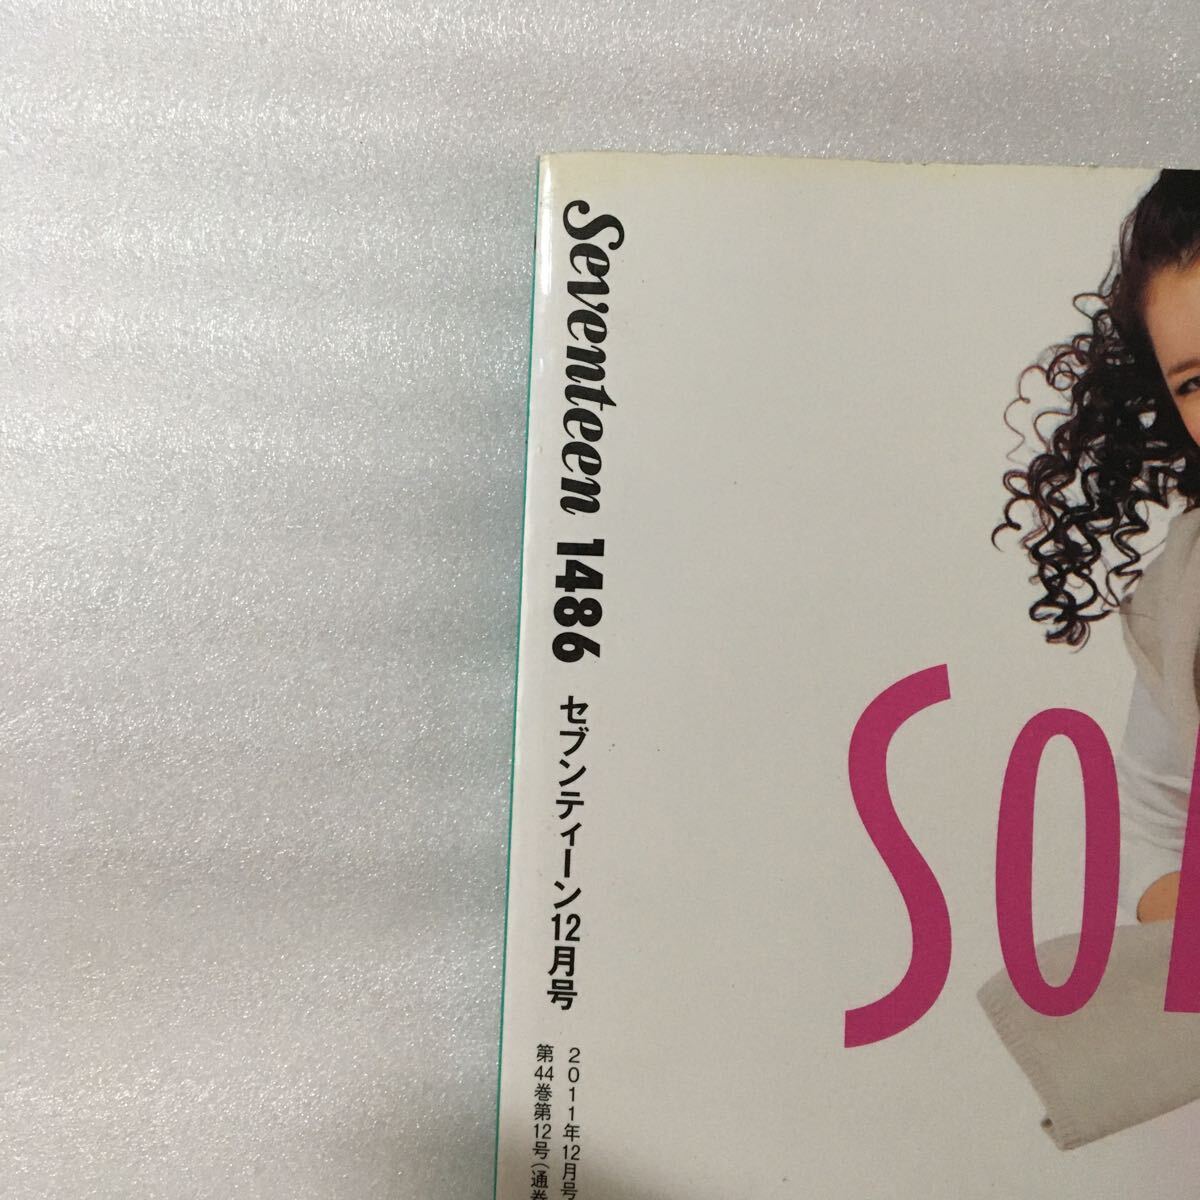 Seventeen 1486 セブンティーン12月号
2011年12月号
第44巻第12号(通巻
So